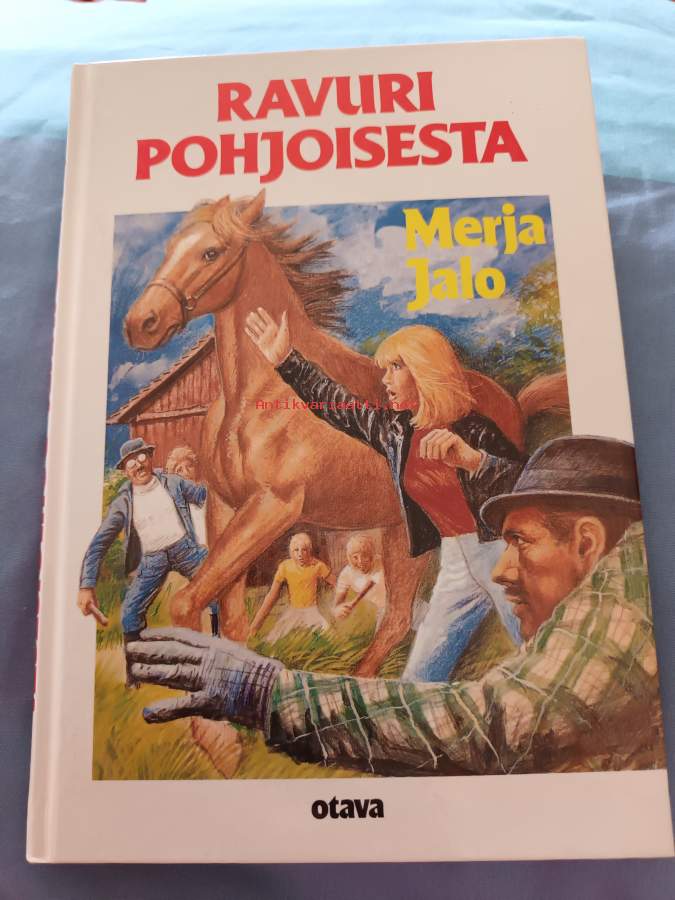 RAVURI
POHJOISESTA
Merja
Jalo
Antikvariaatti.net
otava